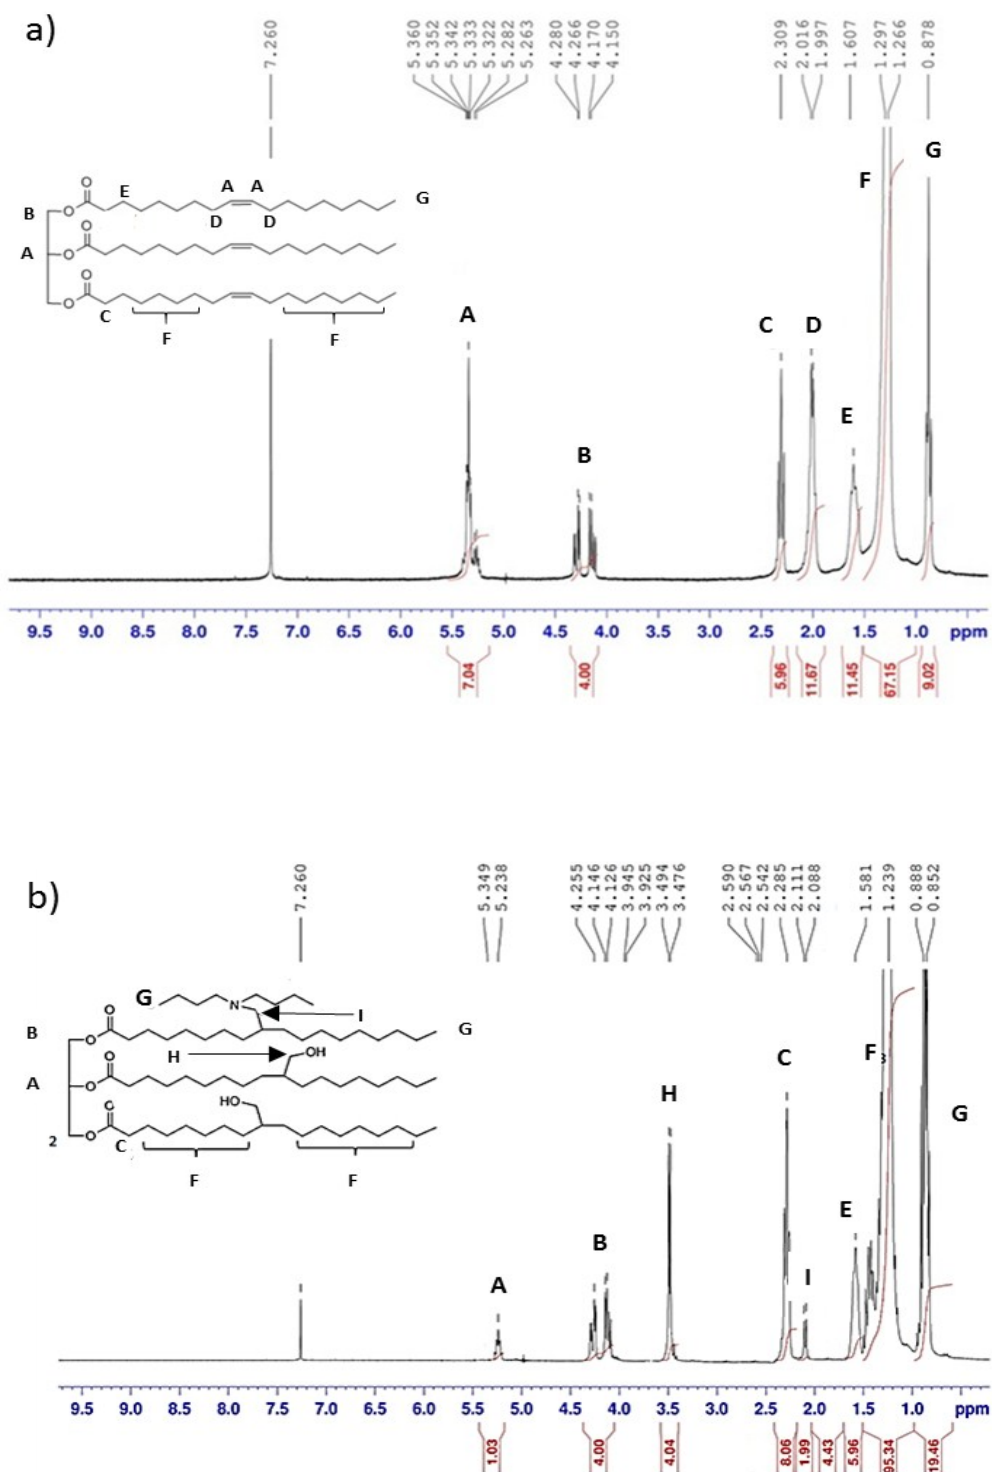 a)
7.260
5.360
5.352
5.342
5.333
5.322
5.282
5.263
4.280
4.266
4.170
4.150
2.309
2.016
1.997
1.607
1.297
1.266
0.878
G
F
O
E
A A
G
B
O
D D
O
A
O
O
O
C
F
F
A
C
D
E
B
9.5 9.0 8.5 8.0 7.5 7.0 6.5 6.0 5.5 5.0 4.5 4.0 3.5 3.0 2.5 2.0 1.5 1.0 ppm
7.04
4.00
5.96
11.67
11.45
67.15
9.02
b)
7.260
5.349
5.238
4.255
4.146
4.126
3.945
3.925
3.494
3.476
2.590
2.567
2.542
2.285
2.111
2.088
1.581
1.239
0.888
0.852
G
N
I
O
B
O
G
H
OH
O
A
O
HO
O
2
O
C
F
F
C
F
H
G
E
B
I
A
9.5 9.0 8.5 8.0 7.5 7.0 6.5 6.0 5.5 5.0 4.5 4.0 3.5 3.0 2.5 2.0 1.5 1.0 ppm
1.03
4.00
4.04
8.06
1.99
4.43
5.96
95.34
19.46